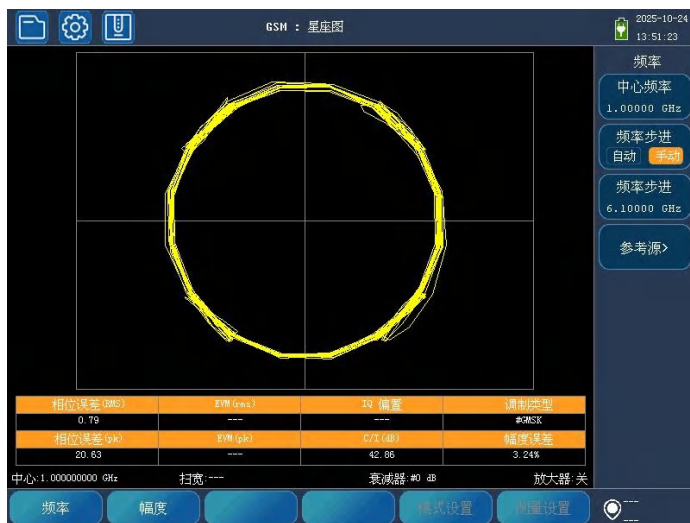 GSM : 星座图
2025-10-24
13:51:23
频率
中心频率
1.00000 GHz
频率步进
自动 手动
频率步进
6.10000 GHz
参考源>
相位误差(RMS) EVM(rms) IQ 偏置 调制类型
0.79 --- --- #GMSK
相位误差(pk) EVM(pk) C/I(dB) 幅度误差
20.63 --- 42.86 3.24%
中心:1.000000000 GHz 扫宽:--- 衰减器:#0 dB 放大器:关
频率 幅度 模式设置 测量设置 ---
---